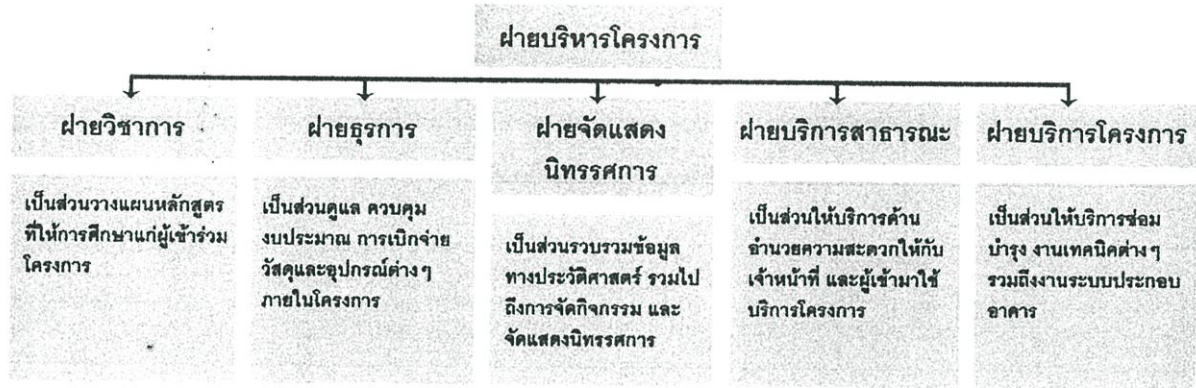 ฝ่ายบริหารโครงการ
ฝ่ายวิชาการ
เป็นส่วนวางแผนหลักสูตร
ที่ให้การศึกษาแก่ผู้เข้าร่วม
โครงการ
ฝ่ายธุรการ
เป็นส่วนดูแล ควบคุม
งบประมาณ การเบิกจ่าย
วัสดุและอุปกรณ์ต่างๆ
ภายในโครงการ
ฝ่ายจัดแสดง
นิทรรศการ
เป็นส่วนรวบรวมข้อมูล
ทางประวัติศาสตร์ รวมไป
ถึงการจัดกิจกรรม และ
จัดแสดงนิทรรศการ
ฝ่ายบริการสาธารณะ
เป็นส่วนให้บริการด้าน
อำนวยความสะดวกให้กับ
เจ้าหน้าที่ และผู้เข้ามาใช้
บริการโครงการ
ฝ่ายบริการโครงการ
เป็นส่วนให้บริการซ่อม
บำรุง งานเทคนิคต่างๆ
รวมถึงงานระบบประกอบ
อาคาร